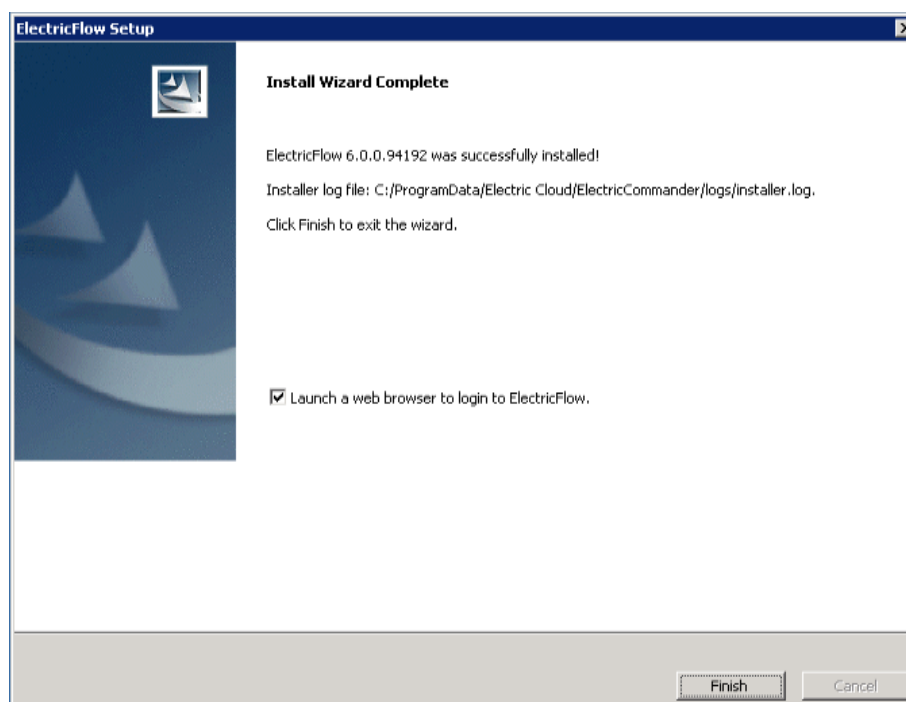 ElectricFlow Setup
Install Wizard Complete
ElectricFlow 6.0.0.94192 was successfully installed!
Installer log file: C:/ProgramData/Electric Cloud/ElectricCommander/logs/installer.log.
Click Finish to exit the wizard.
Launch a web browser to login to ElectricFlow.
Finish
Cancel